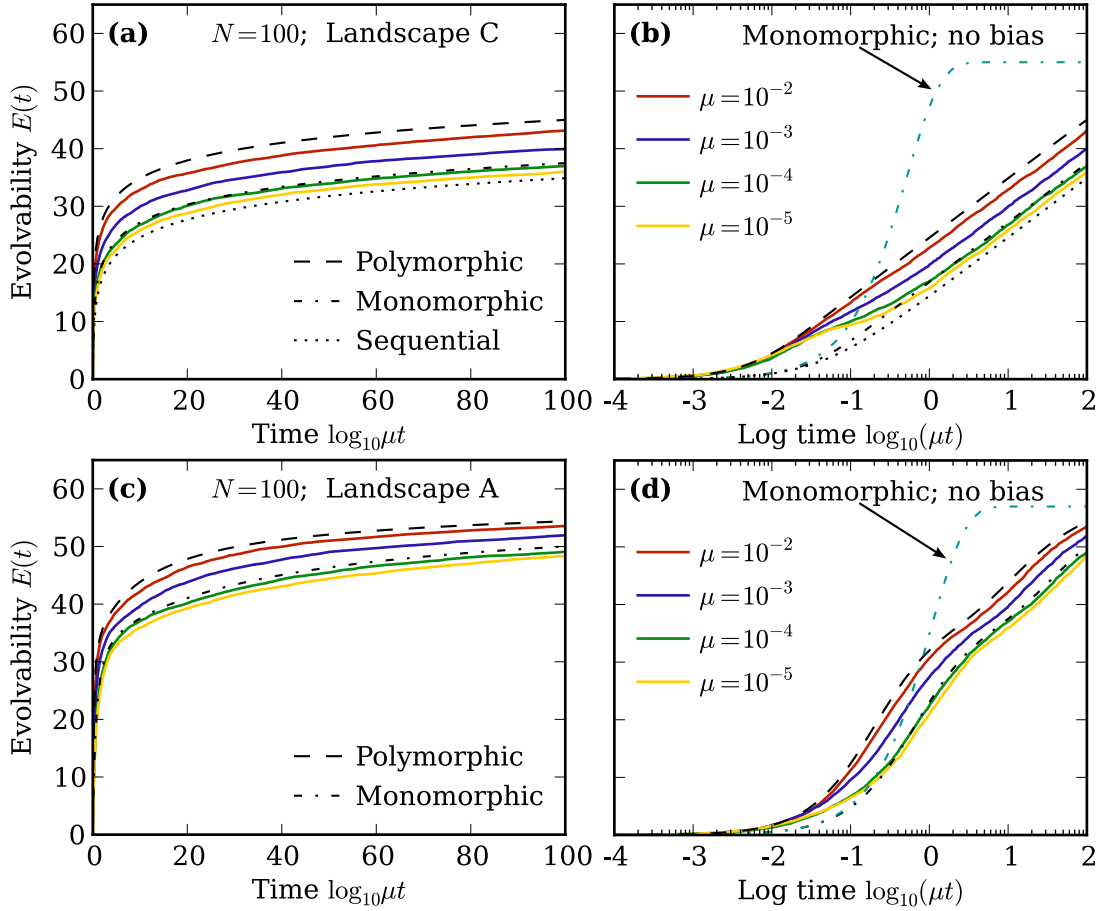 (a) N=100; Landscape C
Evolvability E(t)
60
50
40
30
20
10
0
Polymorphic
Monomorphic
Sequential
0 20 40 60 80 100
Time log₁₀μt
(b)
Monomorphic; no bias
μ=10⁻²
μ=10⁻³
μ=10⁻⁴
μ=10⁻⁵
-4 -3 -2 -1 0 1 2
Log time log₁₀(μt)
(c) N=100; Landscape A
Evolvability E(t)
60
50
40
30
20
10
0
Polymorphic
Monomorphic
0 20 40 60 80 100
Time log₁₀μt
(d)
Monomorphic; no bias
μ=10⁻²
μ=10⁻³
μ=10⁻⁴
μ=10⁻⁵
-4 -3 -2 -1 0 1 2
Log time log₁₀(μt)